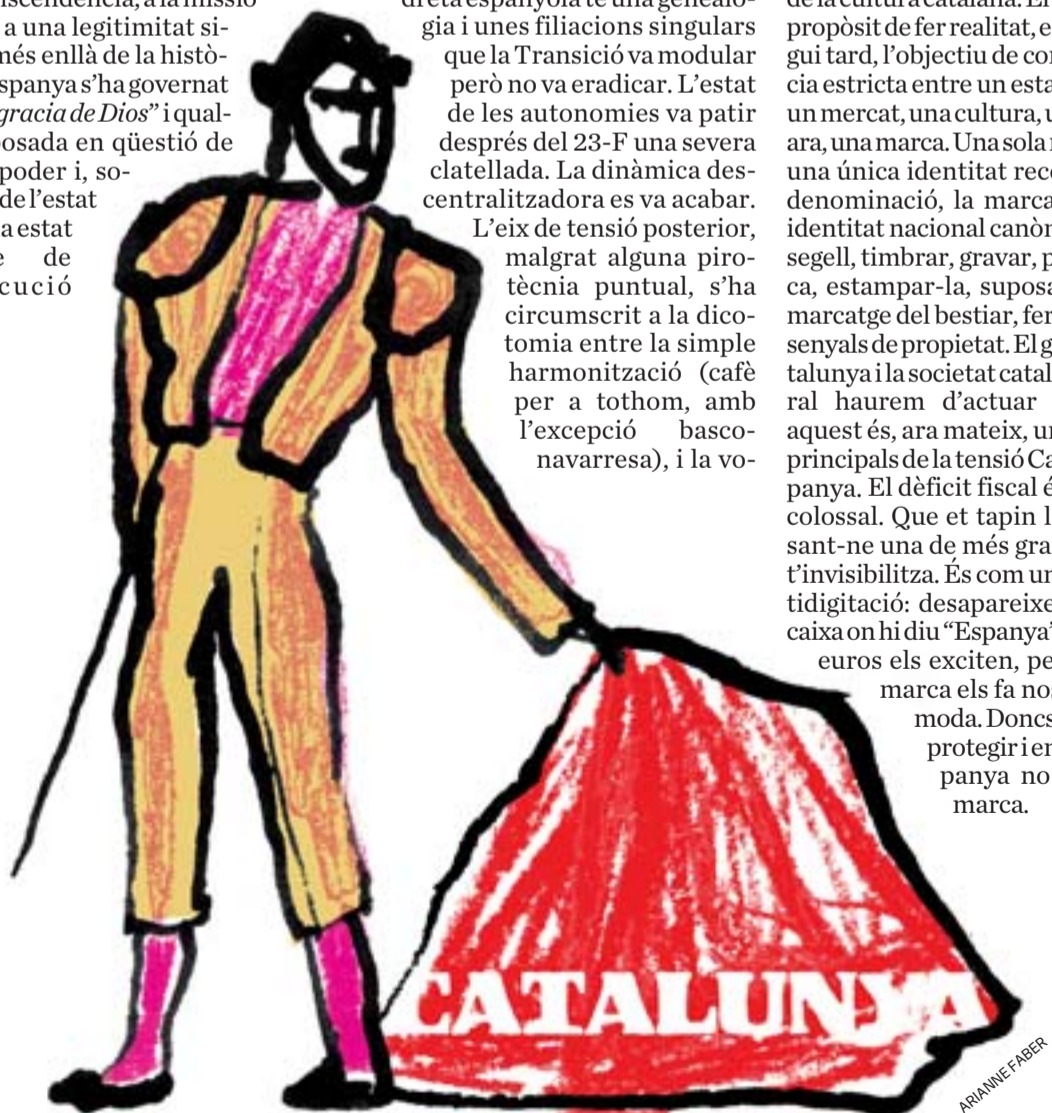 a una legitimitat si-
més enllà de la histò-
spanya s'ha governat
gracia de Dios” i qual-
posada en qüestió de
poder i, so-
de l'estat
a estat
e de
cució
dreta espanyola té una genealo-
gia i unes filiacions singulars
que la Transició va modular
però no va eradicar. L'estat
de les autonomies va patir
després del 23-F una severa
clatellada. La dinàmica des-
centralitzadora es va acabar.
L'eix de tensió posterior,
malgrat alguna piro-
tècnia puntual, s'ha
circumscrit a la dico-
tomia entre la simple
harmonització (cafè
per a tothom, amb
l'excepció basco-
navarresa), i la vo-
de la cultura catalana. El
propòsit de fer realitat, e
gui tard, l'objectiu de cor
cia estricta entre un esta
un mercat, una cultura, u
ara, una marca. Una sola
una única identitat reco
denominació, la marca
identitat nacional canòn
segell, timbrar, gravar, p
ca, estampar-la, suposa
marcatge del bestiar, fer
senyals de propietat. El g
talunya i la societat catal
ral haurem d'actuar
aquest és, ara mateix, un
principals de la tensió Ca
panya. El dèficit fiscal é
colossal. Que et tapin l
sant-ne una de més gra
t'invisibilitza. És com un
tidigitació: desapareixe
caixa on hi diu “Espanya”
euros els exciten, pe
marca els fa nos
moda. Doncs
protegir i en
panya no
marca.
CATALUNYA
ARIANNE FABER